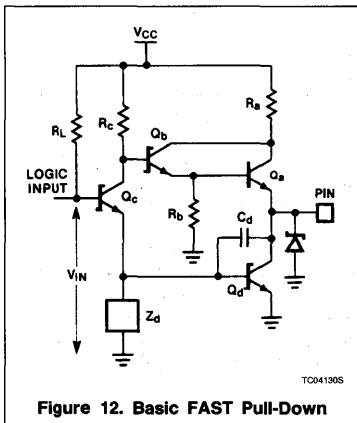 VCC
RL
Rc
Ra
Qb
LOGIC
INPUT
Qc
Qa
PIN
Rb
Cd
VIN
Qd
Zd
TC04130S
Figure 12. Basic FAST Pull-Down